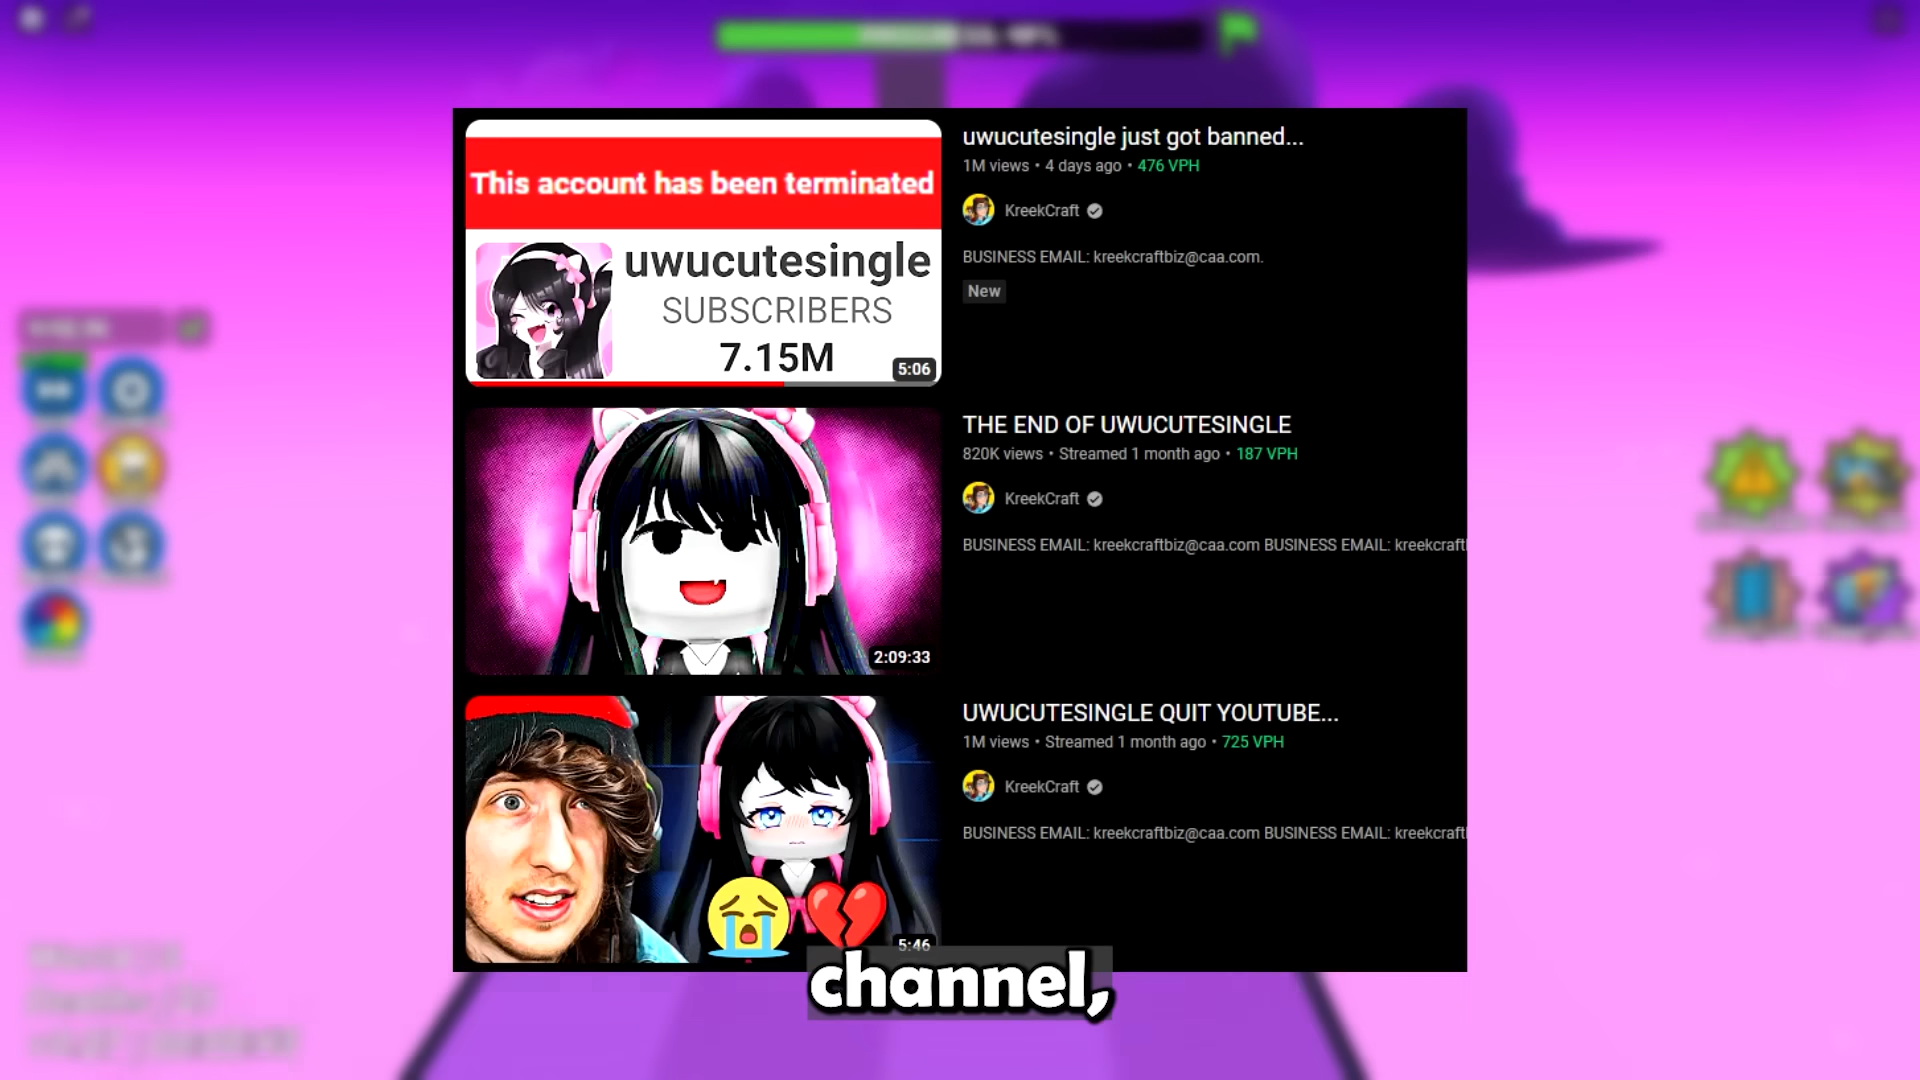 This account has been terminated
uwucutesingle
SUBSCRIBERS
7.15M
5:06
uwucutesingle just got banned...
1M views • 4 days ago • 476 VPH
KreekCraft
BUSINESS EMAIL: kreekcraftbiz@caa.com.
New
2:09:33
THE END OF UWUCUTESINGLE
820K views • Streamed 1 month ago • 187 VPH
KreekCraft
BUSINESS EMAIL: kreekcraftbiz@caa.com BUSINESS EMAIL: kreekcraft
5:46
UWUCUTESINGLE QUIT YOUTUBE...
1M views • Streamed 1 month ago • 725 VPH
KreekCraft
BUSINESS EMAIL: kreekcraftbiz@caa.com BUSINESS EMAIL: kreekcraft
channel,